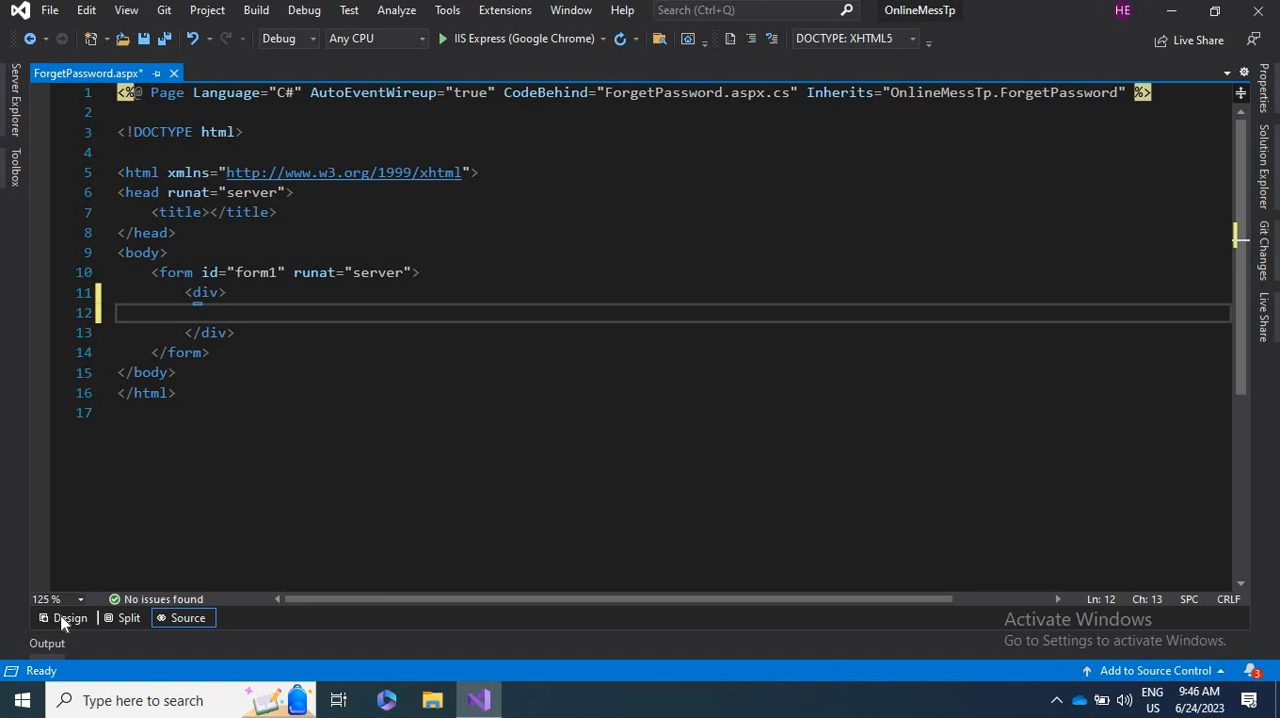 File Edit View Git Project Build Debug Test Analyze Tools Extensions Window Help Search (Ctrl+Q) OnlineMessTp HE
Debug Any CPU IIS Express (Google Chrome) DOCTYPE: XHTML5 Live Share
ForgetPassword.aspx*
Server Explorer
Toolbox
1 <%@ Page Language="C#" AutoEventWireup="true" CodeBehind="ForgetPassword.aspx.cs" Inherits="OnlineMessTp.ForgetPassword" %>
2
3 <!DOCTYPE html>
4
5 <html xmlns="http://www.w3.org/1999/xhtml">
6 <head runat="server">
7 <title></title>
8 </head>
9 <body>
10 <form id="form1" runat="server">
11 <div>
12
13 </div>
14 </form>
15 </body>
16 </html>
17
Properties
Solution Explorer
Git Changes
Live Share
125 % No issues found Ln: 12 Ch: 13 SPC CRLF
Design Split Source
Activate Windows
Go to Settings to activate Windows.
Output
Ready Add to Source Control 3
Type here to search ENG US 9:46 AM 6/24/2023